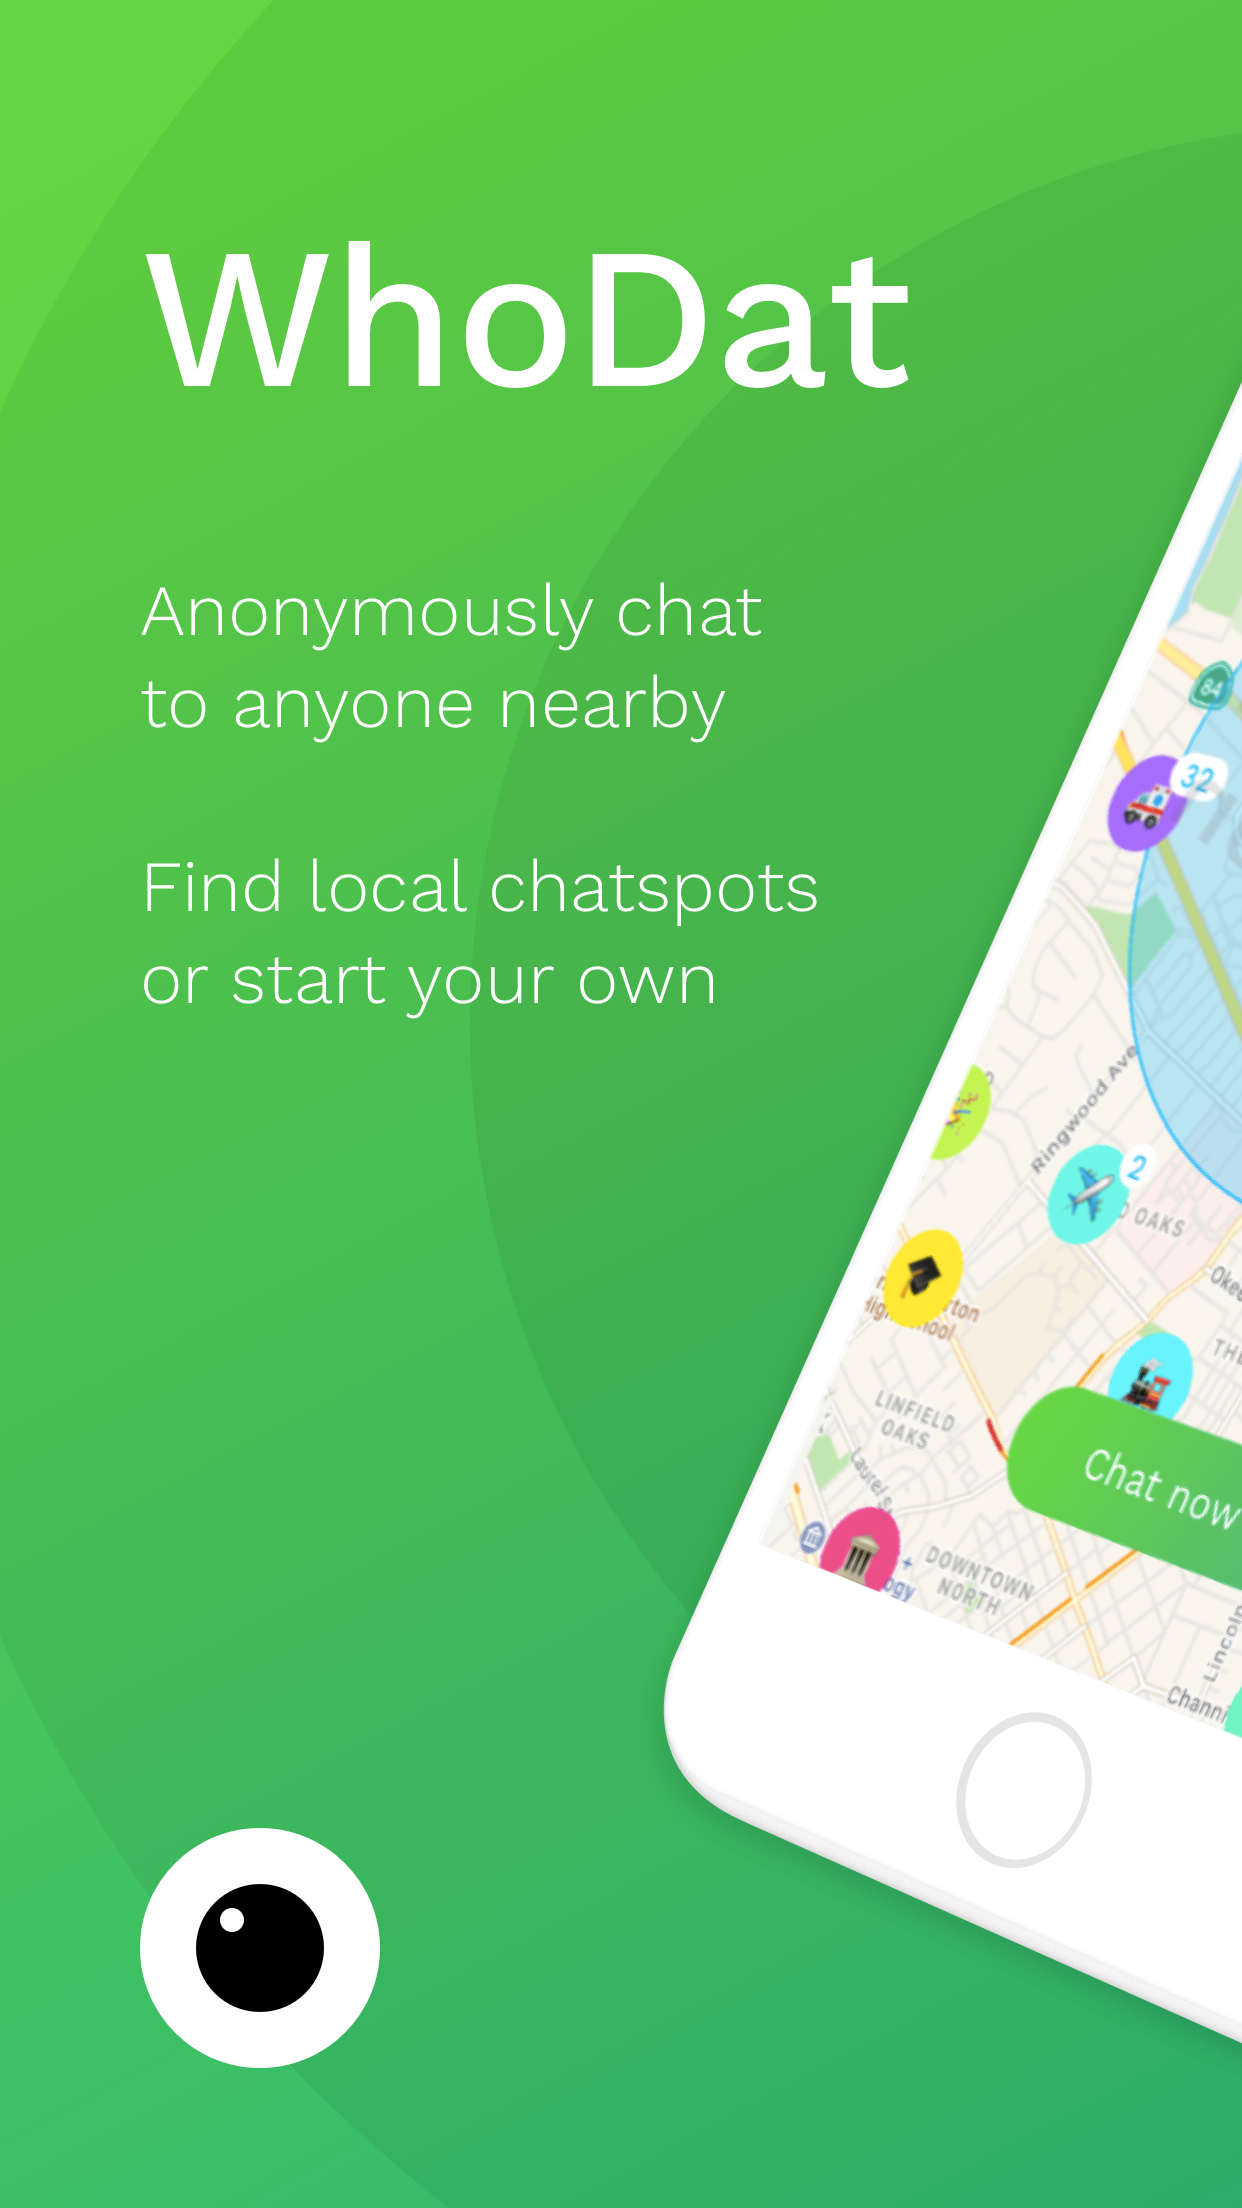 WhoDat
Anonymously chat
to anyone nearby
Find local chatspots
or start your own
84
32
Ringwood Ave
2
OAKS
LINFIELD
OAKS
Laurel
Chat now
DOWNTOWN
NORTH
Lincoln